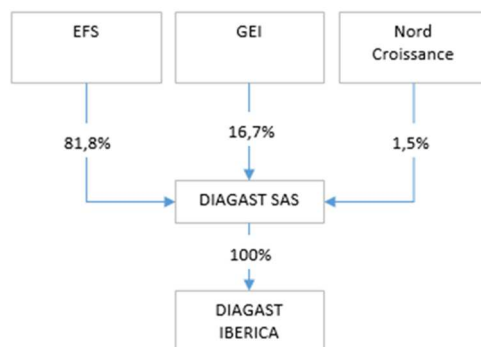 EFS
GEI
Nord
Croissance
81,8%
16,7%
1,5%
DIAGAST SAS
100%
DIAGAST
IBERICA